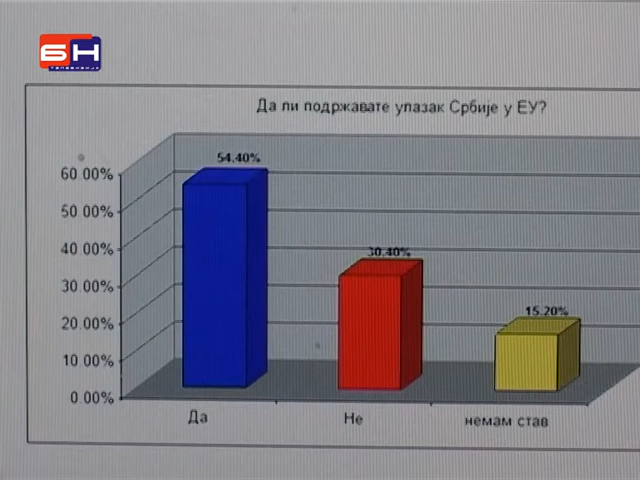 БН
ТЕЛЕВИЗИЈА
Да ли подржавате улазак Србије у ЕУ?
54.40%
60.00%
50.00%
40.00%
30.00%
20.00%
10.00%
0.00%
30.40%
15.20%
Да
Не
немам став